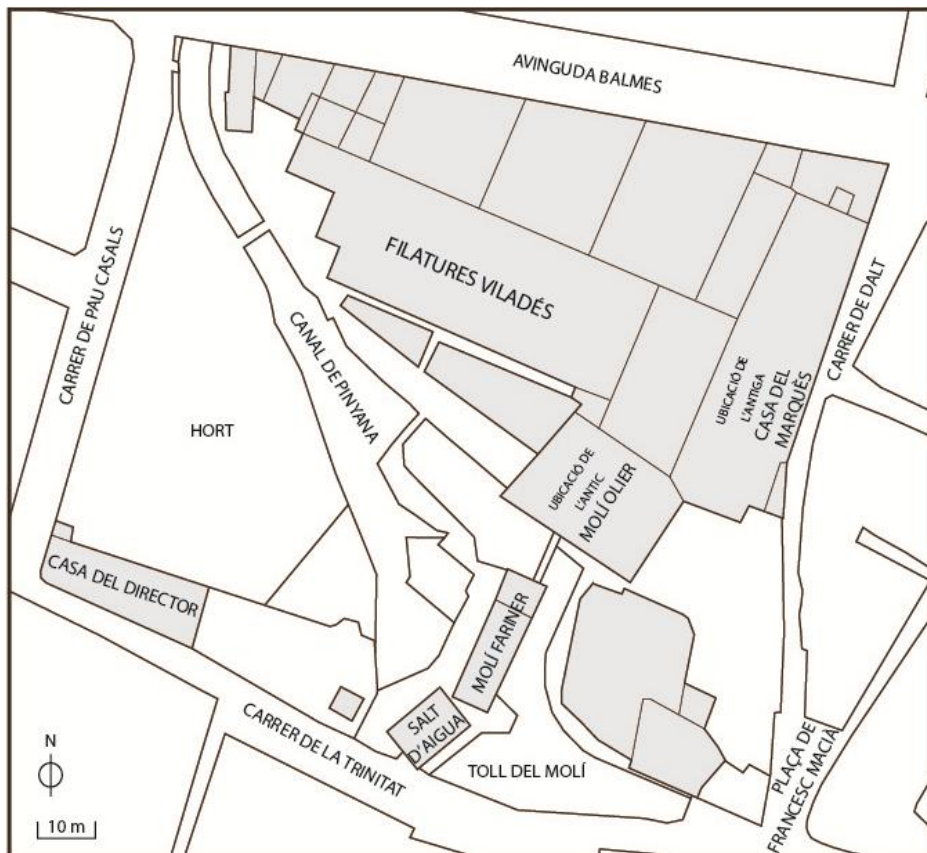 AVINGUDA BALMES
FILATURES VILADÉS
CARRER DE PAU CASALS
CANAL DE PINYANA
CARRER DE DALT
UBICACIÓ DE
L'ANTIGA
CASA DEL
MARQUÈS
HORT
UBICACIÓ DE
L'ANTIC
MOLÍ OLIER
CASA DEL DIRECTOR
MOLÍ FARINER
SALT
D'AIGUA
CARRER DE LA TRINITAT
TOLL DEL MOLÍ
PLAÇA DE
FRANCESC MACIÀ
N
10 m